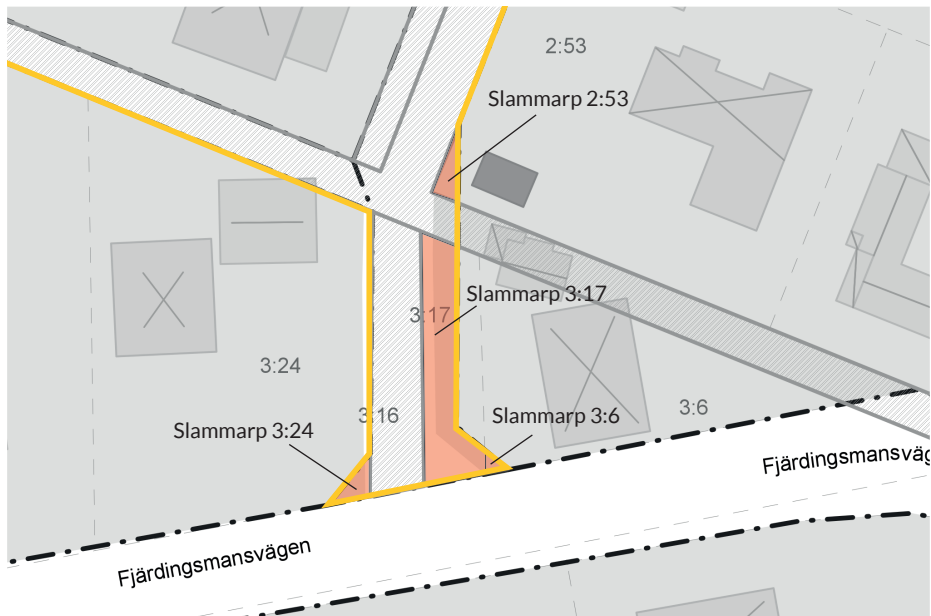 2:53
Slammarp 2:53
Slammarp 3:17
3:17
3:24
3:16
Slammarp 3:6
3:6
Slammarp 3:24
Fjärdingsmansväg
Fjärdingsmansvägen